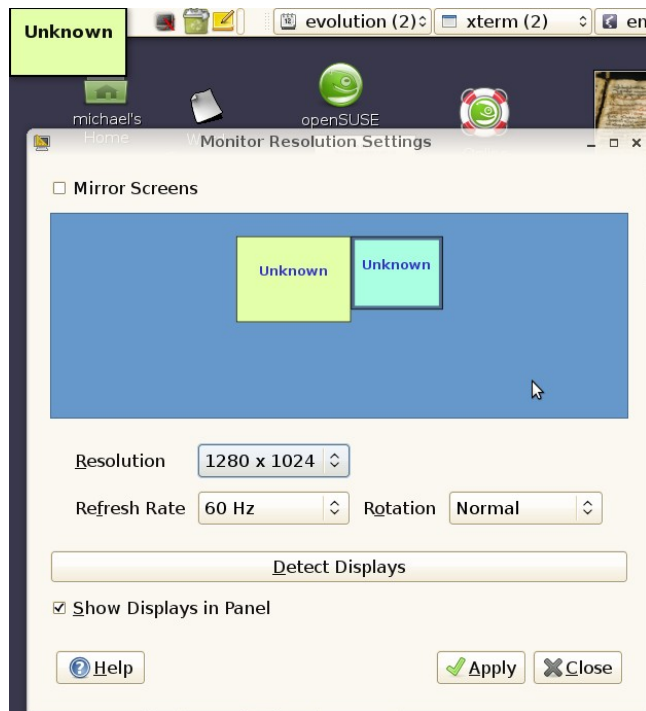 Unknown
evolution (2)
xterm (2)
en
michael's
Home
openSUSE
Monitor Resolution Settings
Mirror Screens
Unknown
Unknown
Resolution
1280 x 1024
Refresh Rate
60 Hz
Rotation
Normal
Detect Displays
Show Displays in Panel
Help
Apply
Close